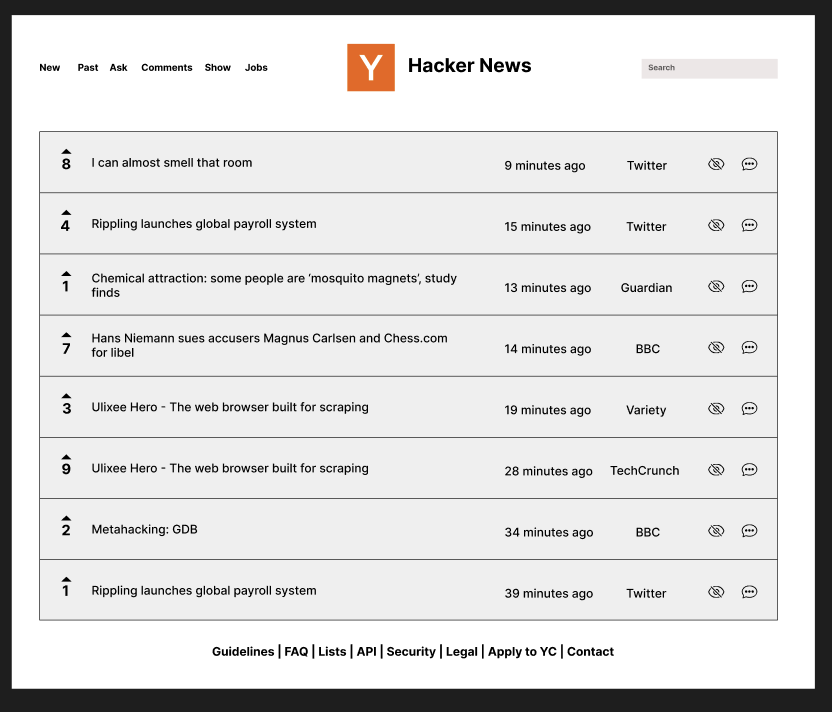 New Past Ask Comments Show Jobs
Y Hacker News
Search
8 I can almost smell that room 9 minutes ago Twitter
4 Rippling launches global payroll system 15 minutes ago Twitter
1 Chemical attraction: some people are ‘mosquito magnets’, study
finds 13 minutes ago Guardian
7 Hans Niemann sues accusers Magnus Carlsen and Chess.com
for libel 14 minutes ago BBC
3 Ulixee Hero - The web browser built for scraping 19 minutes ago Variety
9 Ulixee Hero - The web browser built for scraping 28 minutes ago TechCrunch
2 Metahacking: GDB 34 minutes ago BBC
1 Rippling launches global payroll system 39 minutes ago Twitter
Guidelines | FAQ | Lists | API | Security | Legal | Apply to YC | Contact